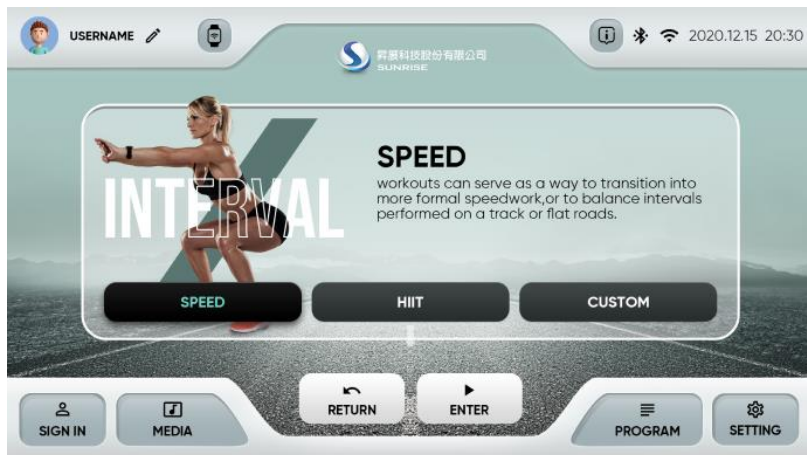 USERNAME
昇展科技股份有限公司
SUNRISE
2020.12.15 20:30
INTERVAL
SPEED
workouts can serve as a way to transition into
more formal speedwork,or to balance intervals
performed on a track or flat roads.
SPEED
HIIT
CUSTOM
RETURN
ENTER
SIGN IN
MEDIA
PROGRAM
SETTING